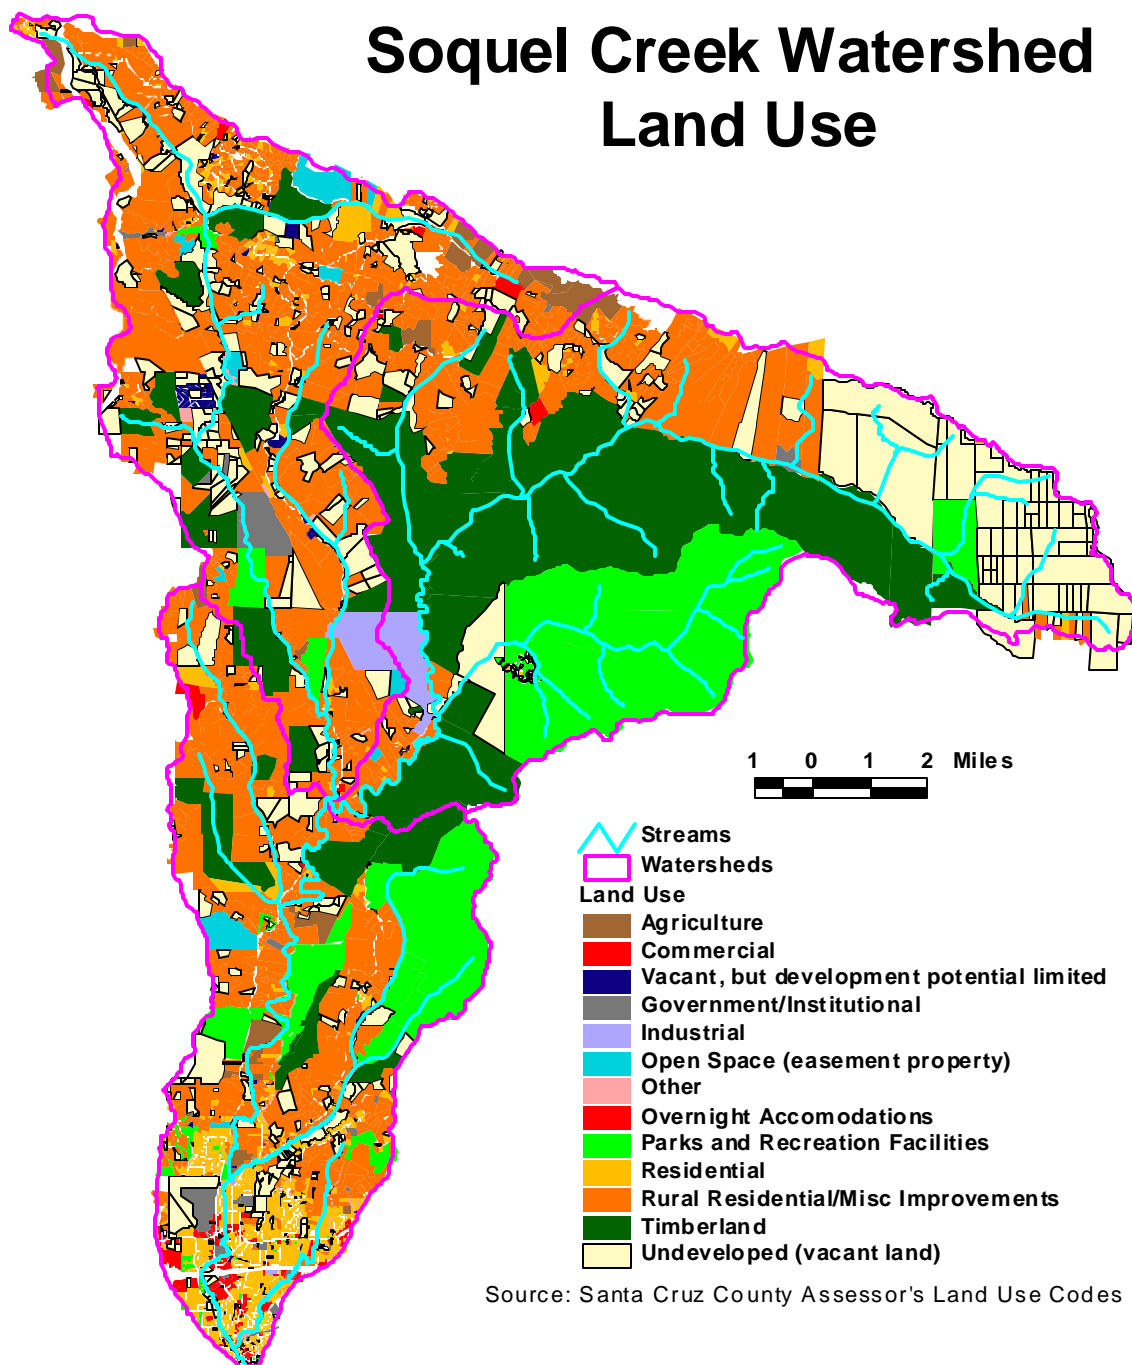 Soquel Creek Watershed
Land Use
1 0 1 2 Miles
Streams
Watersheds
Land Use
Agriculture
Commercial
Vacant, but development potential limited
Government/Institutional
Industrial
Open Space (easement property)
Other
Overnight Accomodations
Parks and Recreation Facilities
Residential
Rural Residential/Misc Improvements
Timberland
Undeveloped (vacant land)
Source: Santa Cruz County Assessor's Land Use Codes